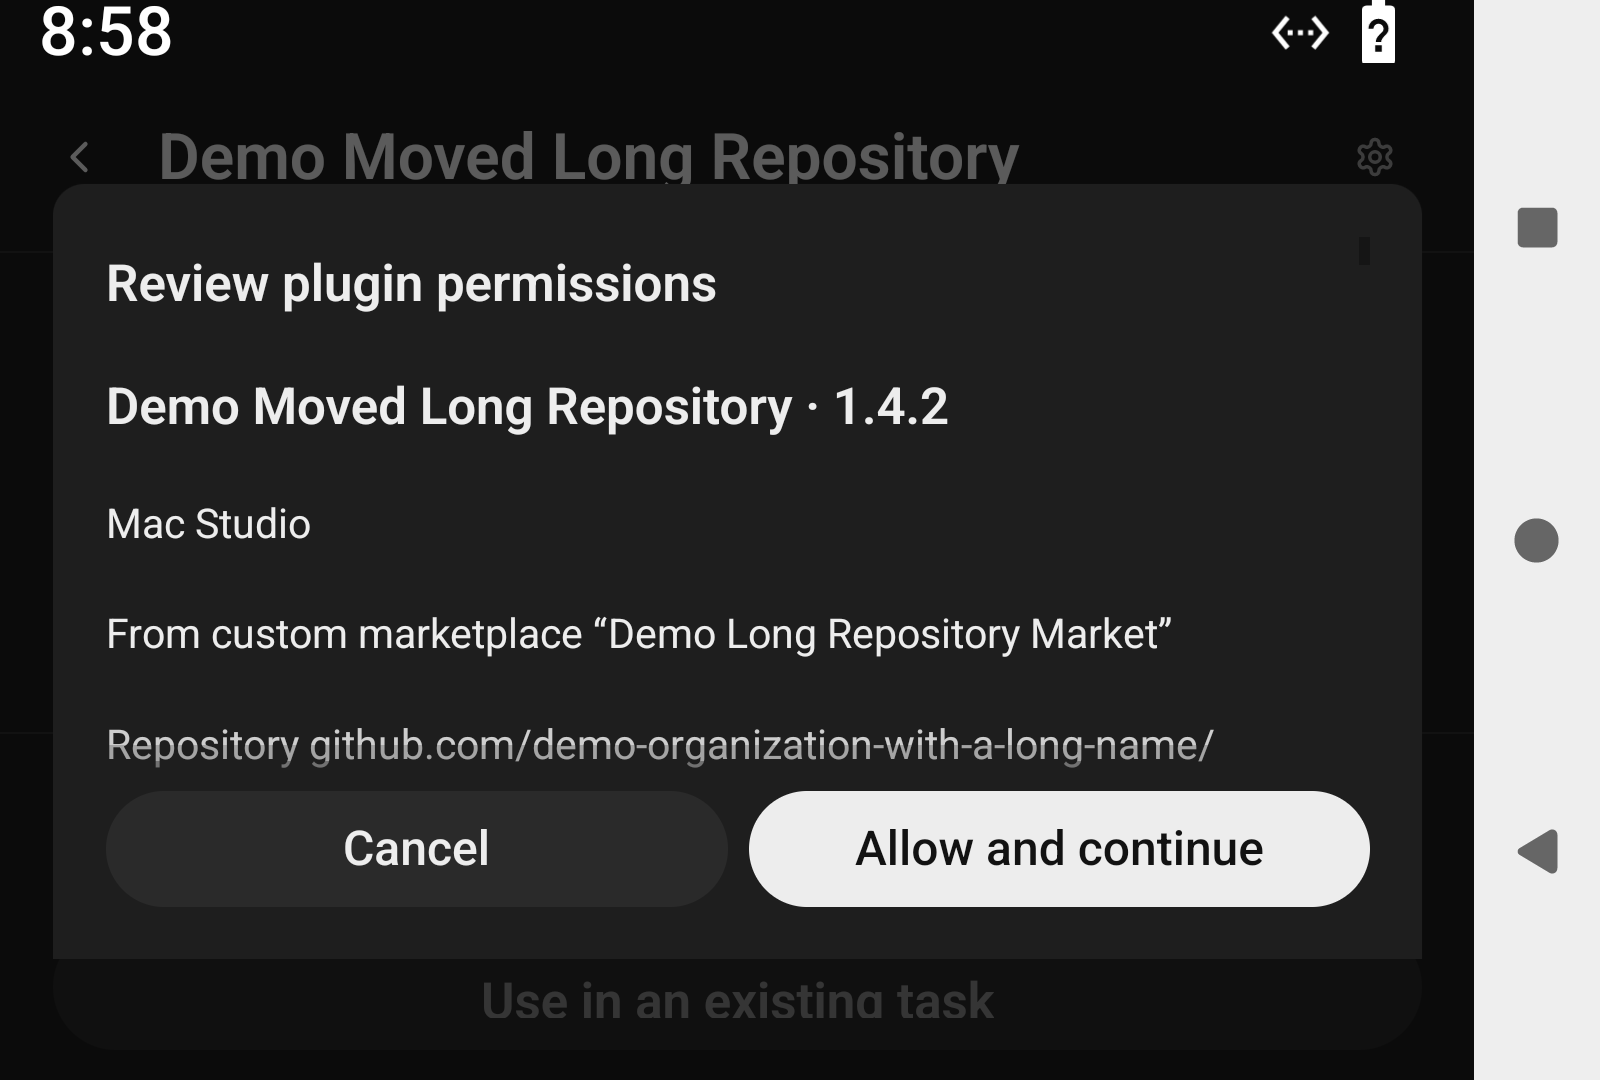 8:58
Demo Moved Long Repository
Review plugin permissions
Demo Moved Long Repository · 1.4.2
Mac Studio
From custom marketplace “Demo Long Repository Market”
Repository github.com/demo-organization-with-a-long-name/
Cancel
Allow and continue
Use in an existing task